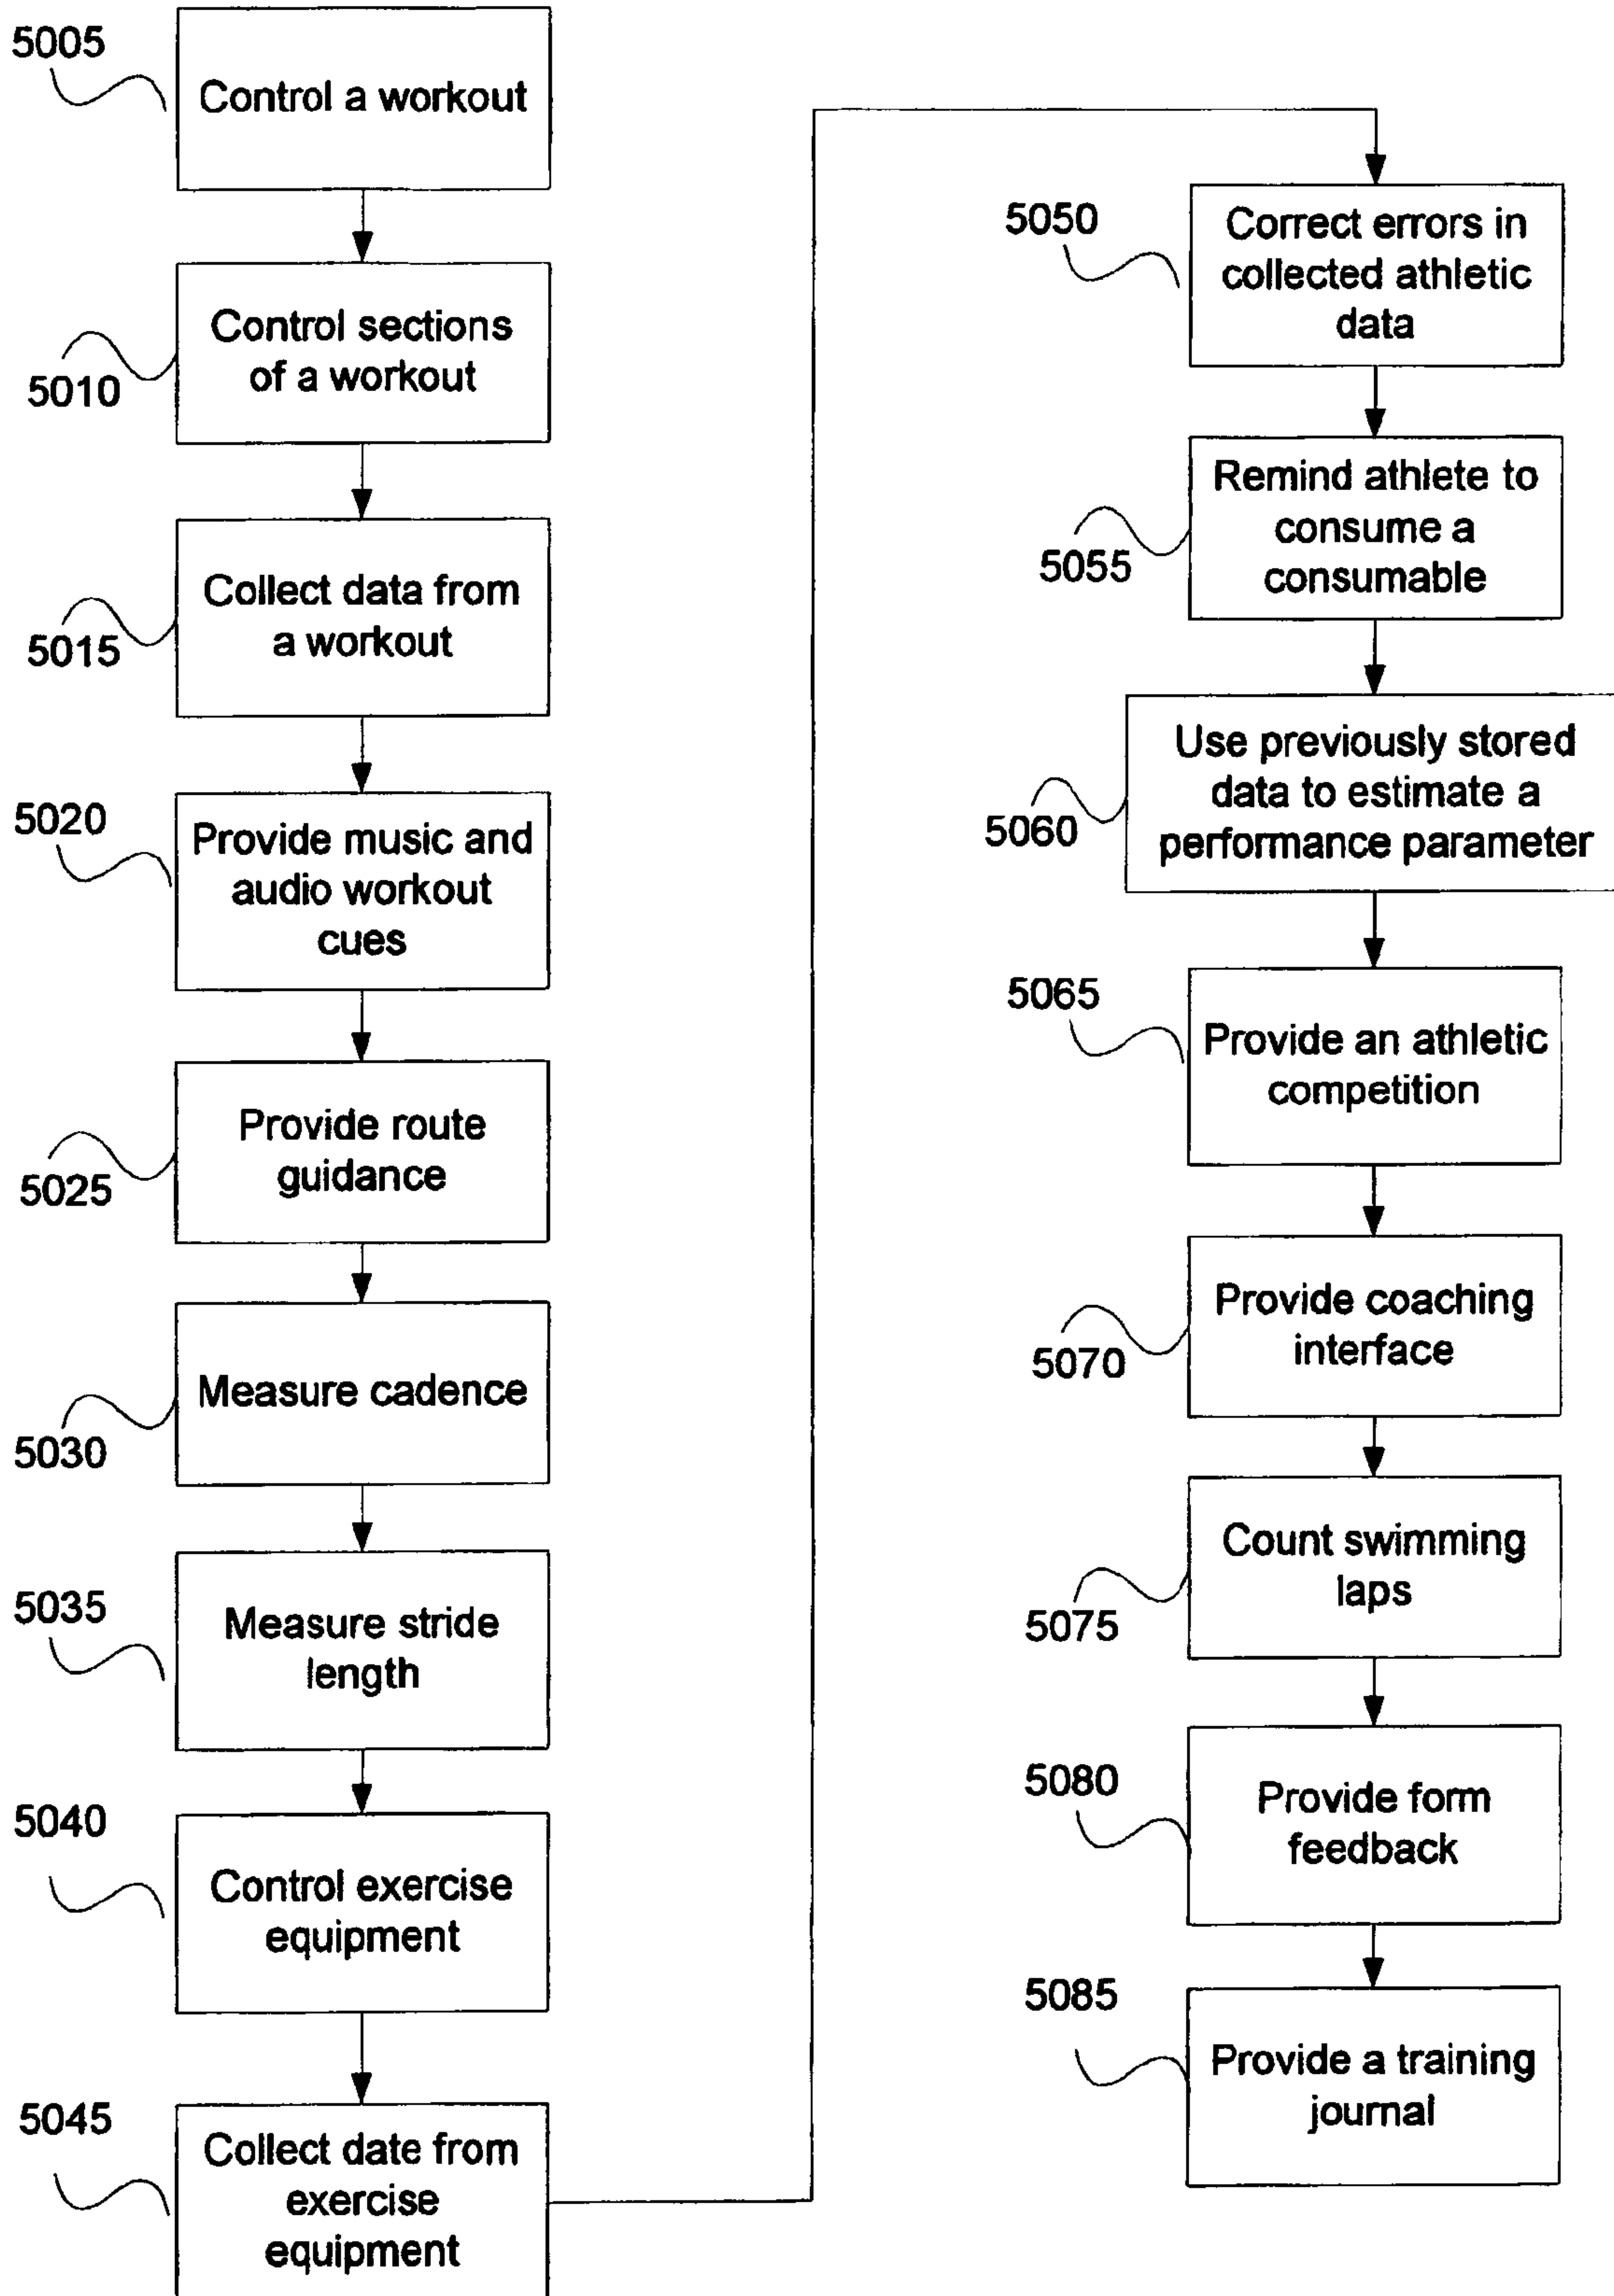 5005
Control a workout
Control sections
of a workout
5010
Collect data from
a workout
5015
5020
Provide music and
audio workout
cues
Provide route
guidance
5025
Measure cadence
5030
5035
Measure stride
length
5040
Control exercise
equipment
5045
Collect date from
exercise
equipment
5050
Correct errors in
collected athletic
data
Remind athlete to
consume a
consumable
5055
Use previously stored
data to estimate a
performance parameter
5060
5065
Provide an athletic
competition
Provide coaching
interface
5070
Count swimming
laps
5075
5080
Provide form
feedback
5085
Provide a training
journal